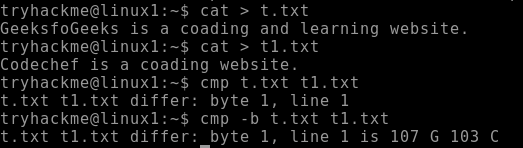 tryhackme@linux1:~$ cat > t.txt
GeeksfoGeeks is a coading and learning website.
tryhackme@linux1:~$ cat > t1.txt
Codechef is a coading website.
tryhackme@linux1:~$ cmp t.txt t1.txt
t.txt t1.txt differ: byte 1, line 1
tryhackme@linux1:~$ cmp -b t.txt t1.txt
t.txt t1.txt differ: byte 1, line 1 is 107 G 103 C